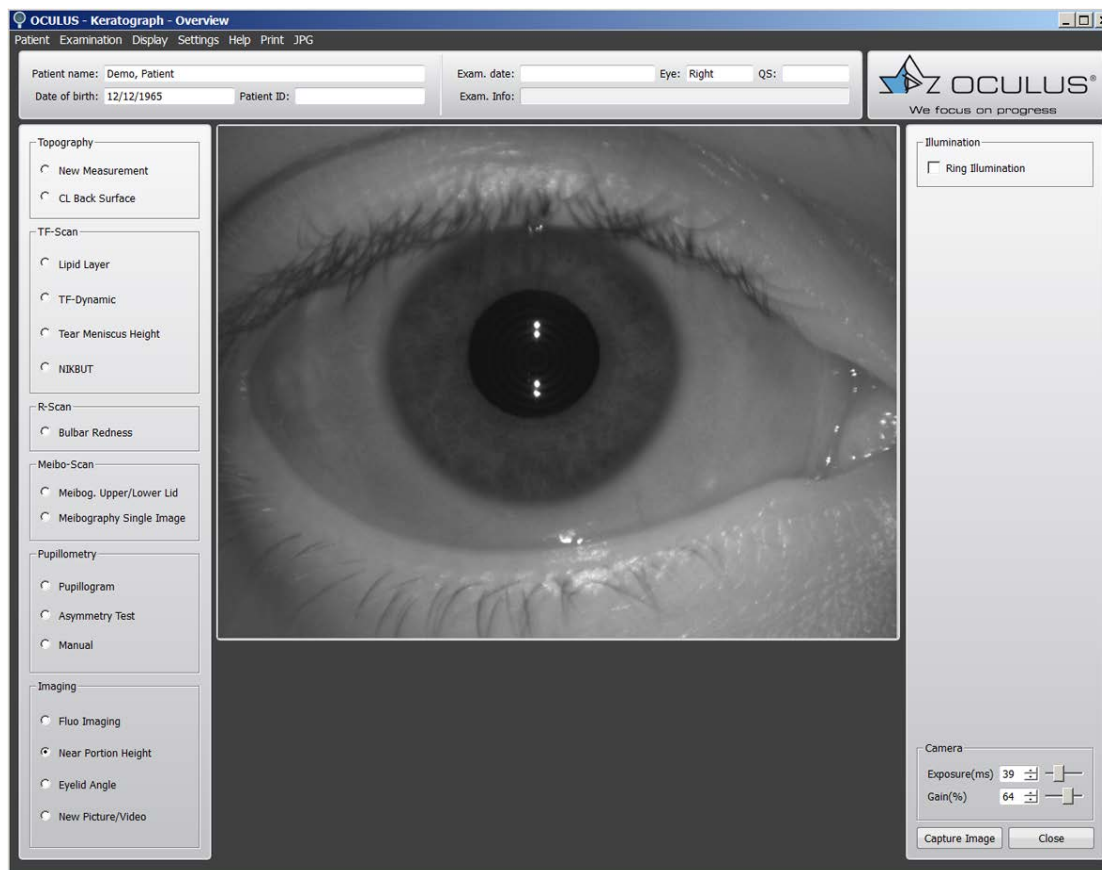 OCULUS - Keratograph - Overview
Patient Examination Display Settings Help Print JPG
Patient name: Demo, Patient
Date of birth: 12/12/1965 Patient ID:
Exam. date: Eye: Right QS:
Exam. Info:
OCULUS®
We focus on progress
Topography
New Measurement
CL Back Surface
TF-Scan
Lipid Layer
TF-Dynamic
Tear Meniscus Height
NIKBUT
R-Scan
Bulbar Redness
Meibo-Scan
Meibog. Upper/Lower Lid
Meibography Single Image
Pupillometry
Pupillogram
Asymmetry Test
Manual
Imaging
Fluo Imaging
Near Portion Height
Eyelid Angle
New Picture/Video
Illumination
Ring Illumination
Camera
Exposure(ms) 39
Gain(%) 64
Capture Image Close